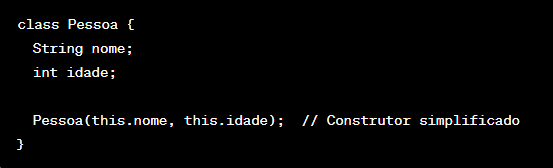 class Pessoa {
  String nome;
  int idade;

  Pessoa(this.nome, this.idade);  // Construtor simplificado
}